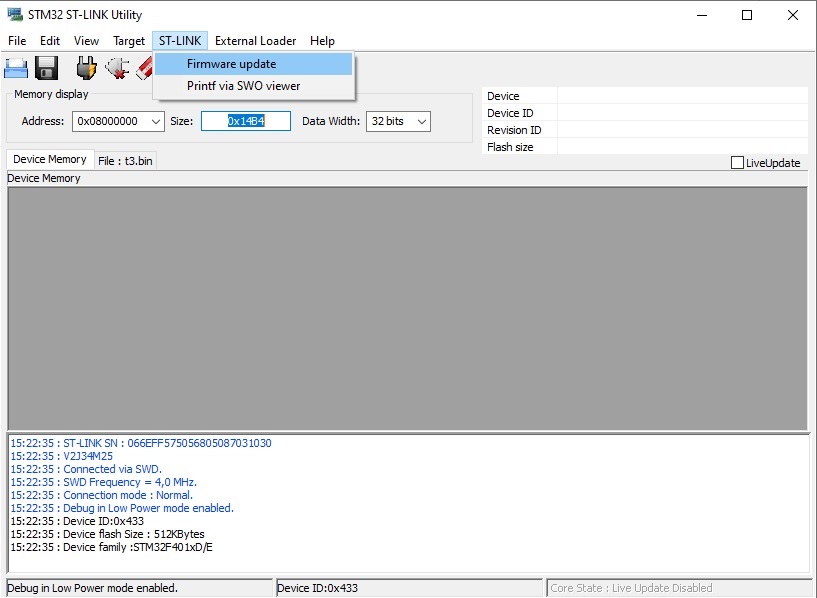 STM32 ST-LINK Utility
File Edit View Target ST-LINK External Loader Help
Firmware update
Printf via SWO viewer
Memory display
Address: 0x08000000 Size: 0x14B4 Data Width: 32 bits
Device
Device ID
Revision ID
Flash size
LiveUpdate
Device Memory File : t3.bin
Device Memory
15:22:35 : ST-LINK SN : 066EFF575056805087031030
15:22:35 : V2J34M25
15:22:35 : Connected via SWD.
15:22:35 : SWD Frequency = 4,0 MHz.
15:22:35 : Connection mode : Normal.
15:22:35 : Debug in Low Power mode enabled.
15:22:35 : Device ID:0x433
15:22:35 : Device flash Size : 512KBytes
15:22:35 : Device family :STM32F401xD/E
Debug in Low Power mode enabled. Device ID:0x433 Core State : Live Update Disabled